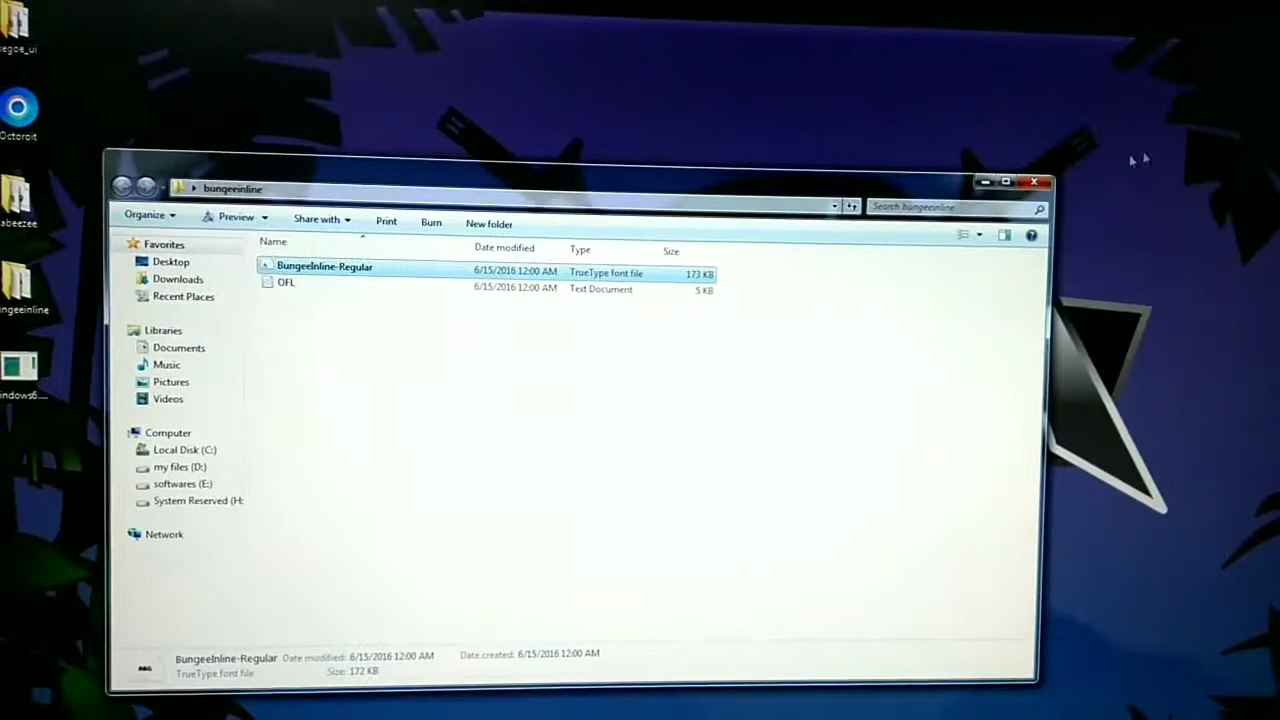 segoe_ui
Octoroit
abeezee
ngeeinline
indows6....
bungeeinline
Search bungeeinline
Organize
Preview
Share with
Print
Burn
New folder
Name
Date modified
Type
Size
Favorites
Desktop
Downloads
Recent Places
Libraries
Documents
Music
Pictures
Videos
Computer
Local Disk (C:)
my files (D:)
softwares (E:)
System Reserved (H:
Network
BungeeInline-Regular 6/15/2016 12:00 AM TrueType font file 173 KB
OFL 6/15/2016 12:00 AM Text Document 5 KB
BungeeInline-Regular Date modified: 6/15/2016 12:00 AM Date created: 6/15/2016 12:00 AM
TrueType font file Size: 172 KB